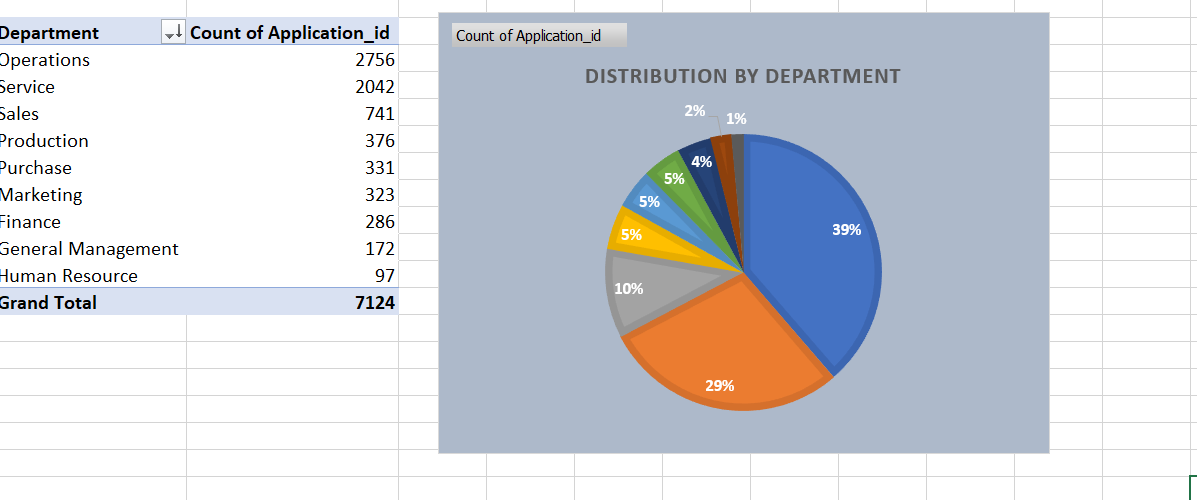 Department Count of Application_id
Operations 2756
Service 2042
Sales 741
Production 376
Purchase 331
Marketing 323
Finance 286
General Management 172
Human Resource 97
Grand Total 7124
Count of Application_id
DISTRIBUTION BY DEPARTMENT
2% 1%
4%
5%
5%
39%
5%
10%
29%